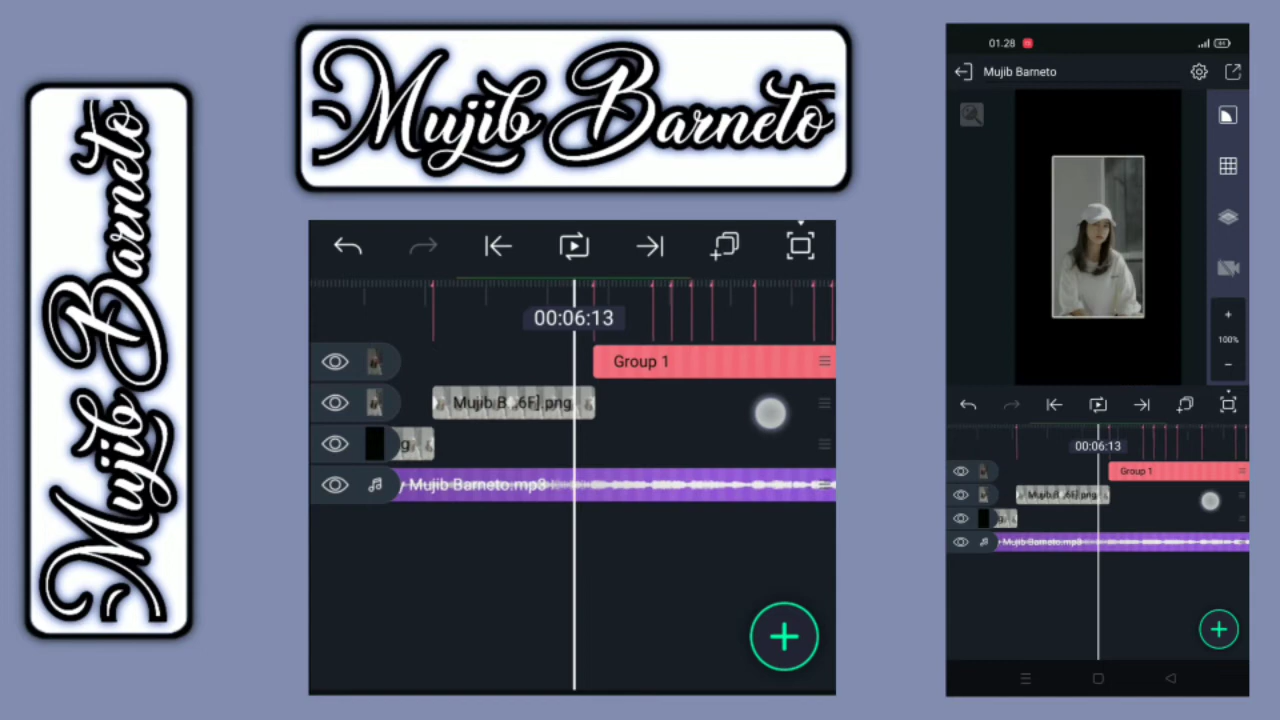 Mujib Barneto
Mujib Barneto
00:06:13
Group 1
Mujib B...6F].png
g.
Mujib Barneto.mp3
01.28
Mujib Barneto
100%
00:06:13
Group 1
Mujib B...6F].png
g.
Mujib Barneto.mp3